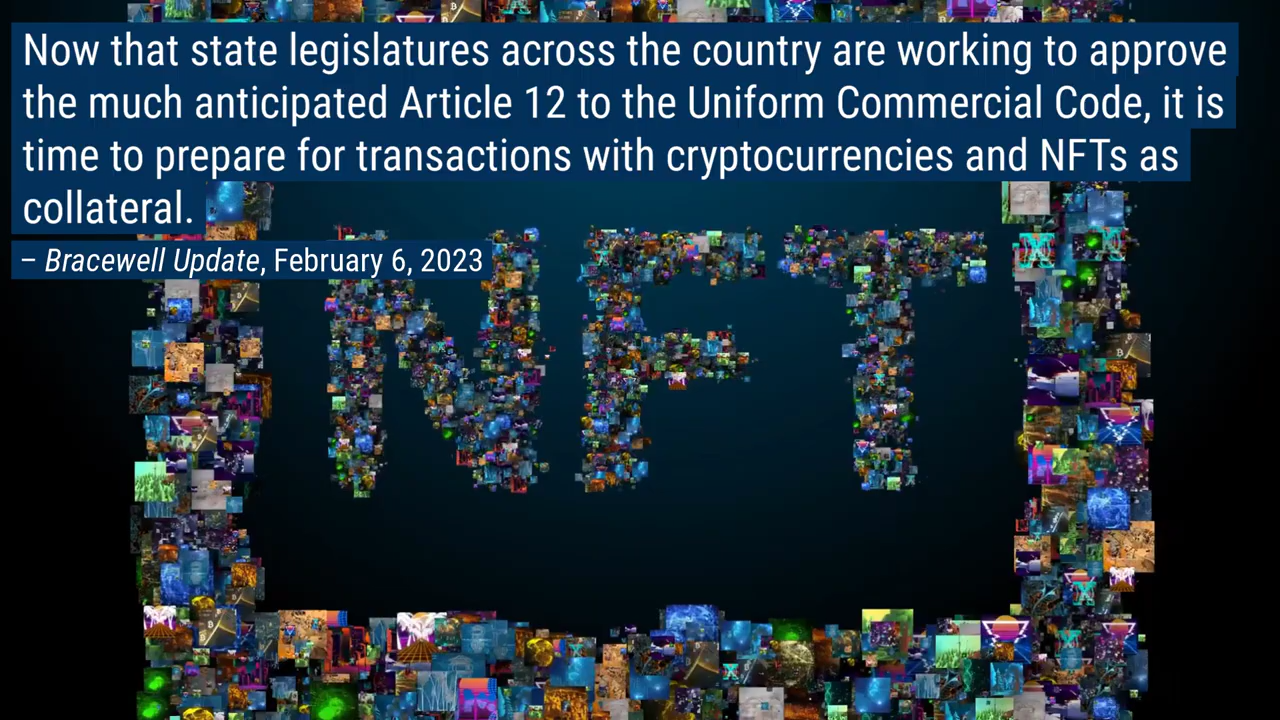 Now that state legislatures across the country are working to approve
the much anticipated Article 12 to the Uniform Commercial Code, it is
time to prepare for transactions with cryptocurrencies and NFTs as
collateral.
– Bracewell Update, February 6, 2023
NFT